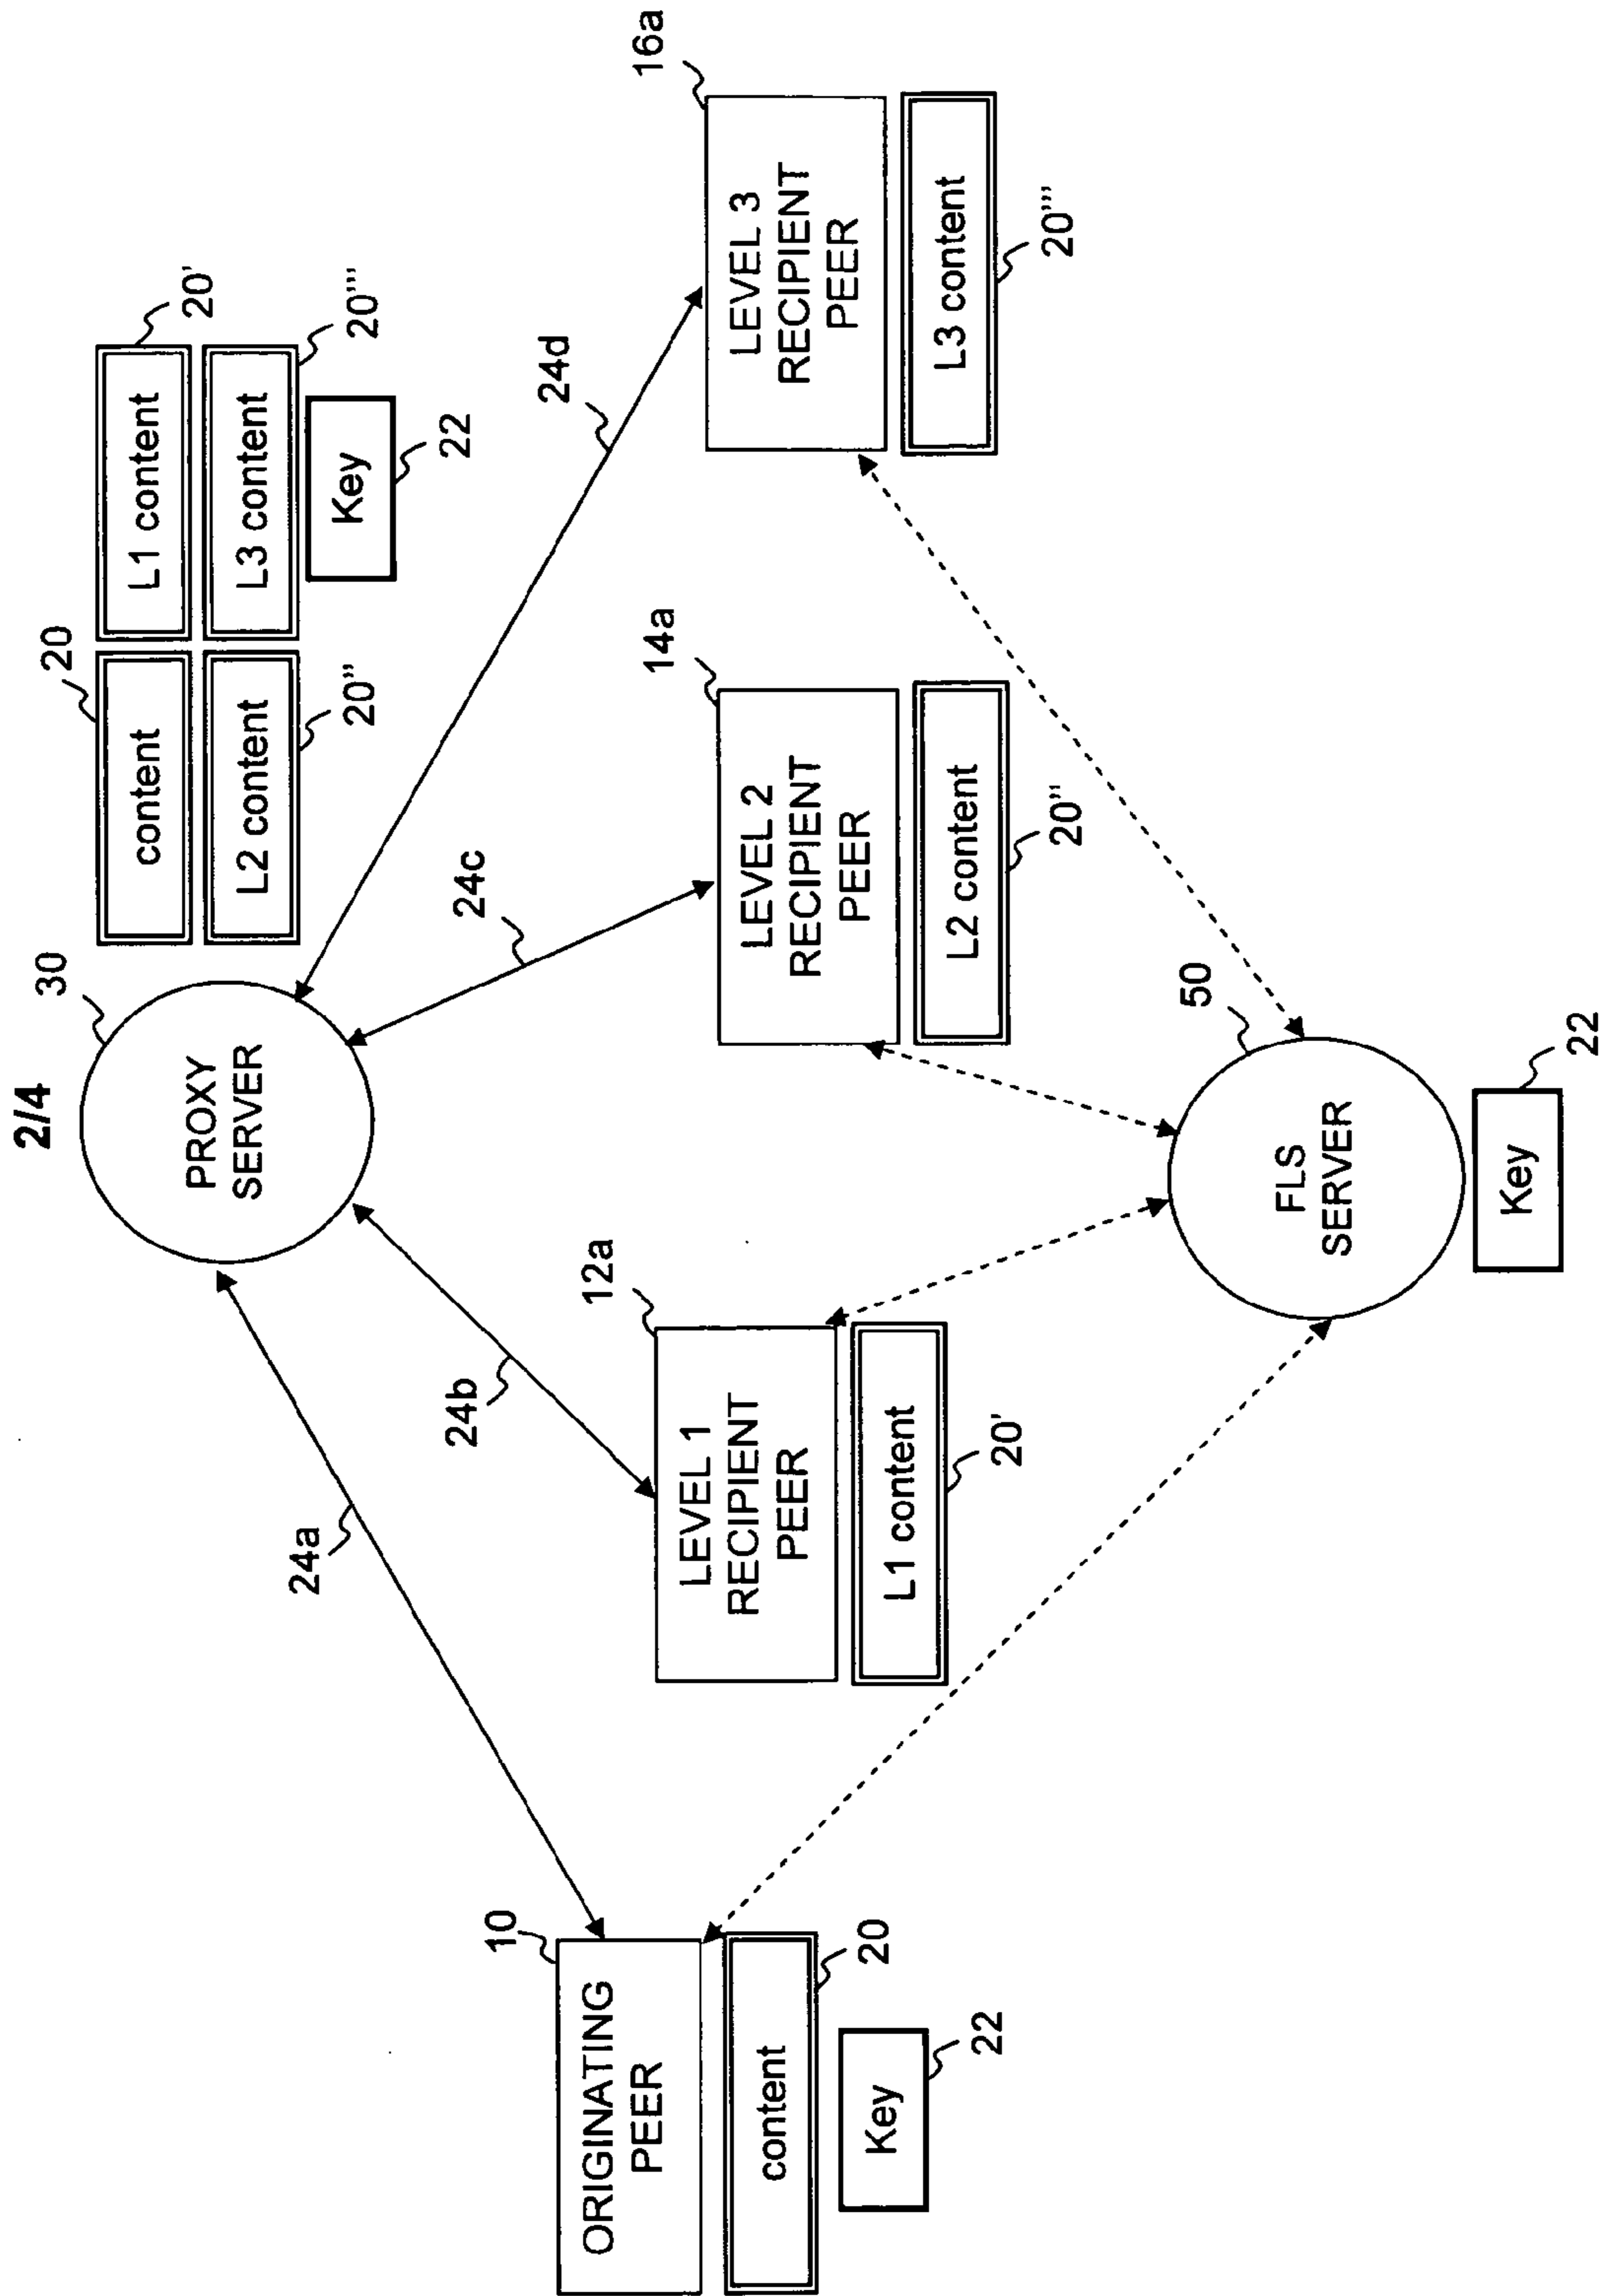 2/4
30
PROXY
SERVER
20
content
L1 content
20'
L2 content
20''
L3 content
20'''
Key
22
24a
24b
24c
24d
10
ORIGINATING
PEER
content
20
Key
22
12a
LEVEL 1
RECIPIENT
PEER
L1 content
20'
14a
LEVEL 2
RECIPIENT
PEER
L2 content
20''
16a
LEVEL 3
RECIPIENT
PEER
L3 content
20'''
50
FLS
SERVER
Key
22